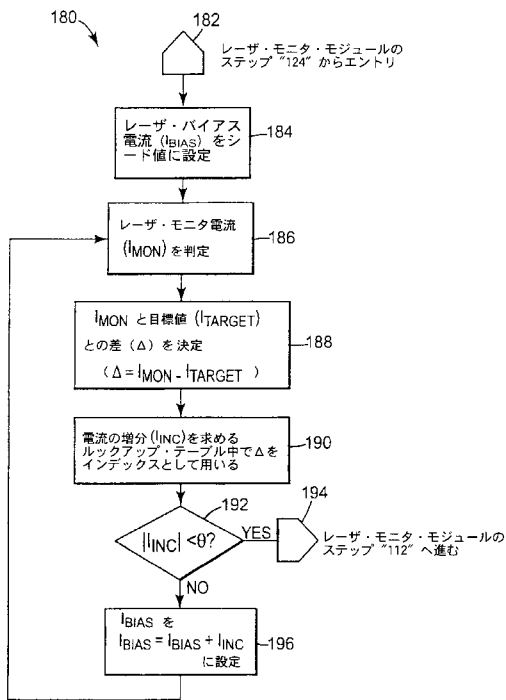 180
182
レーザ・モニタ・モジュールの
ステップ "124" からエントリ
レーザ・バイアス
電流 (IBIAS) をシ
ード値に設定
184
レーザ・モニタ電流
(IMON) を判定
186
IMON と目標値 (ITARGET)
との差 (Δ) を決定
(Δ = IMON - ITARGET )
188
電流の増分 (IINC) を求める
ルックアップ・テーブル中でΔを
インデックスとして用いる
190
192
|IINC| <θ?
YES
194
レーザ・モニタ・モジュールの
ステップ "112" へ進む
NO
IBIAS を
IBIAS = IBIAS + IINC
に設定
196